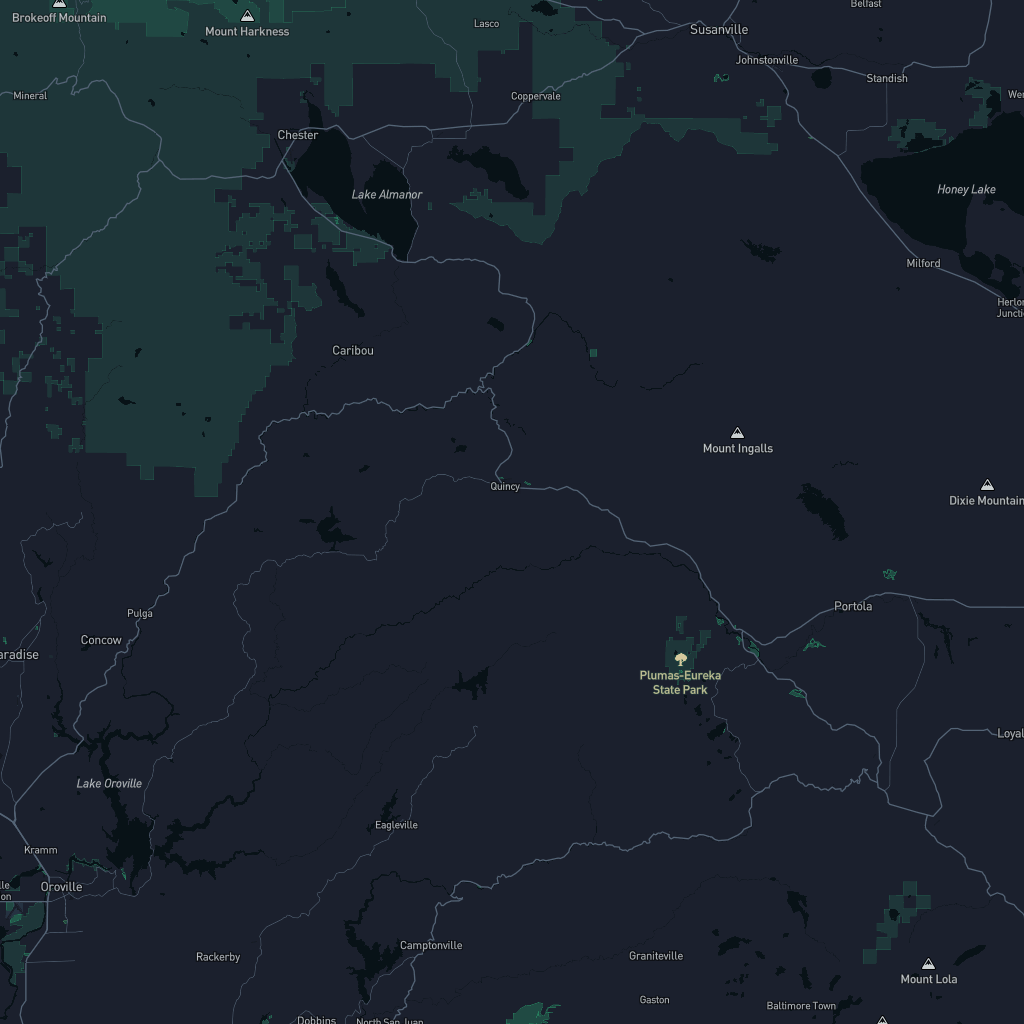 Brokeoff Mountain
Mount Harkness
Lasco
Belfast
Susanville
Johnstonville
Standish
Mineral
Coppervale
Chester
Lake Almanor
Honey Lake
Milford
Junction
Caribou
Mount Ingalls
Quincy
Dixie Mountain
Portola
Pulga
Concow
Plumas-Eureka
State Park
Lake Oroville
Eagleville
Kramm
Oroville
Camptonville
Rackerby
Graniteville
Mount Lola
Gaston
Baltimore Town
Dobbins
North San Juan